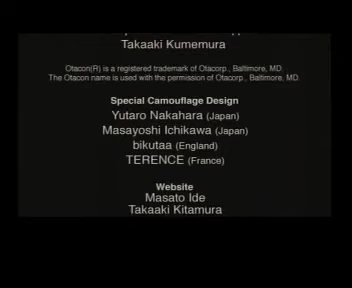 Takaaki Kumemura
Otacon(R) is a registered trademark of Otacorp., Baltimore, MD.
The Otacon name is used with the permission of Otacorp., Baltimore, MD.
Special Camouflage Design
Yutaro Nakahara (Japan)
Masayoshi Ichikawa (Japan)
bikutaa (England)
TERENCE (France)
Website
Masato Ide
Takaaki Kitamura